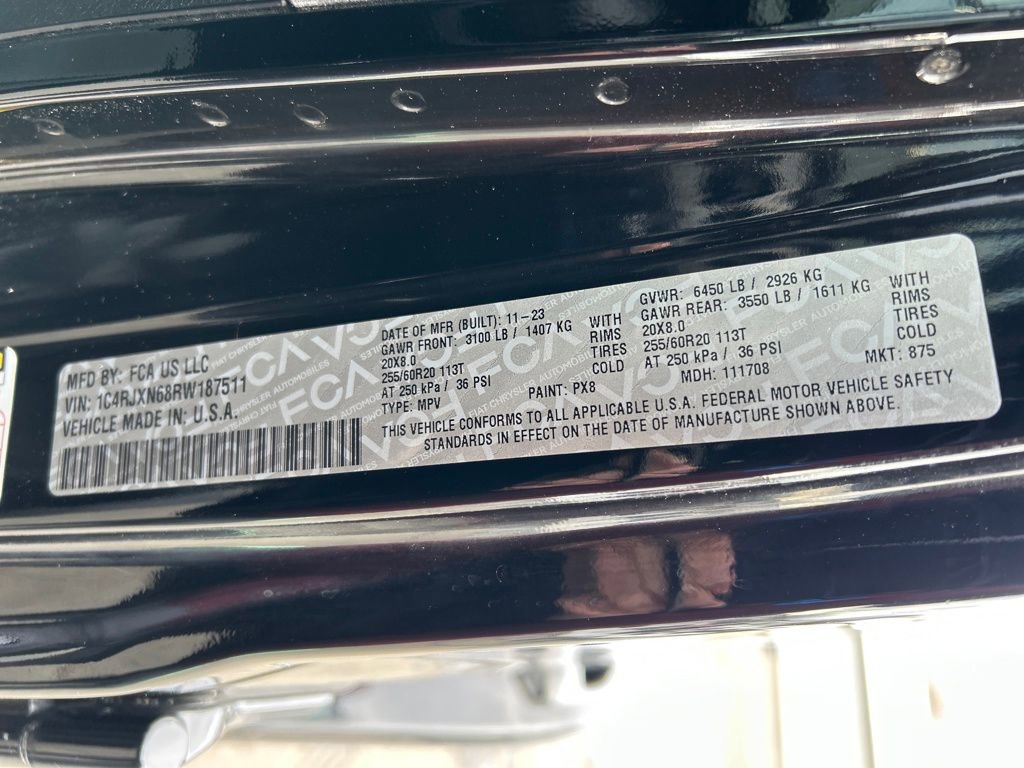 MFD BY: FCA US LLC
VIN: 1C4RJXN68RW187511
VEHICLE MADE IN: U.S.A.
DATE OF MFR (BUILT): 11-23
GAWR FRONT: 3100 LB / 1407 KG WITH
20X8.0 RIMS
255/60R20 113T TIRES
AT 250 kPa / 36 PSI COLD
TYPE: MPV PAINT: PX8
GVWR: 6450 LB / 2926 KG
GAWR REAR: 3550 LB / 1611 KG WITH
20X8.0 RIMS
255/60R20 113T TIRES
AT 250 kPa / 36 PSI COLD
MDH: 111708 MKT: 875
THIS VEHICLE CONFORMS TO ALL APPLICABLE U.S.A. FEDERAL MOTOR VEHICLE SAFETY
STANDARDS IN EFFECT ON THE DATE OF MANUFACTURE SHOWN ABOVE.
FCA
FIAT CHRYSLER AUTOMOBILES